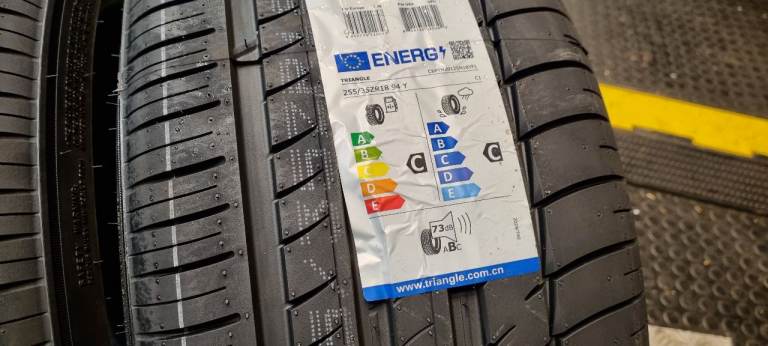 ENERG
TRIANGLE
255/35ZR18 94 Y
C1
A
B
C
D
E
C
A
B
C
D
E
C
73dB
ABC
www.triangle.com.cn